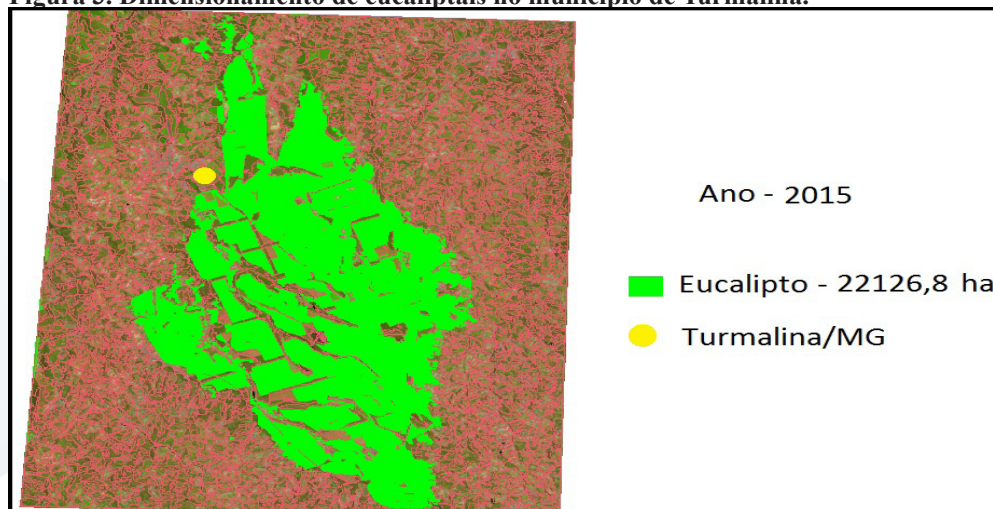 Figura 3: Dimensionamento de eucaliptais no município de Turmalina.
Ano - 2015
Eucalipto - 22126,8 ha
Turmalina/MG